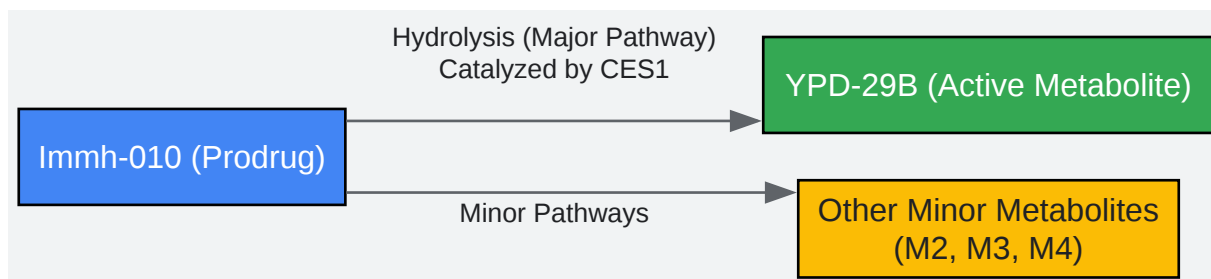 Hydrolysis (Major Pathway)
Catalyzed by CES1
YPD-29B (Active Metabolite)
Immh-010 (Prodrug)
Minor Pathways
Other Minor Metabolites
(M2, M3, M4)